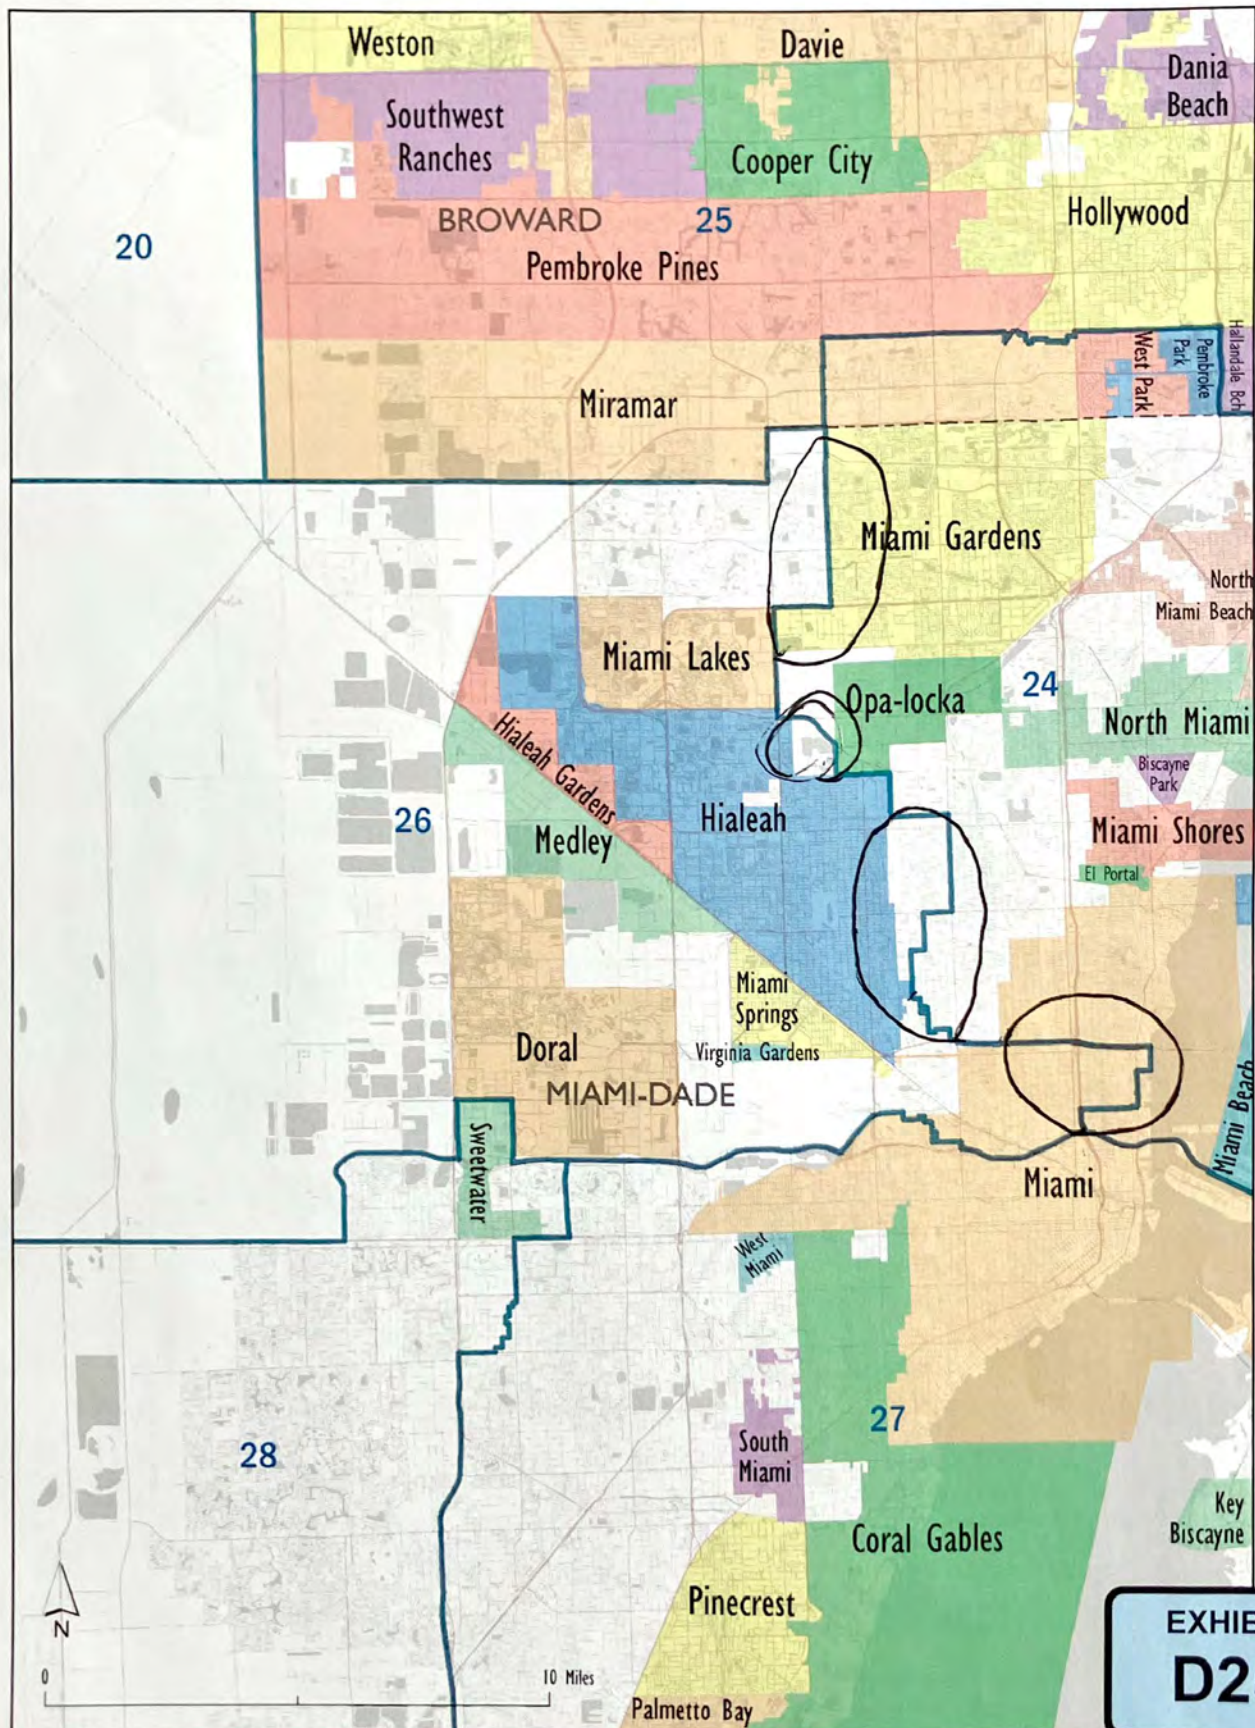 Weston
Davie
Dania
Beach
Southwest
Ranches
Cooper City
Hollywood
BROWARD
25
20
Pembroke Pines
Hallandale Bch
West Park
Pembroke
Park
Miramar
Miami Gardens
North
Miami Beach
Miami Lakes
24
Opa-locka
North Miami
Hialeah Gardens
Biscayne
Park
26
Hialeah
Medley
Miami Shores
El Portal
Miami
Springs
Doral
Virginia Gardens
MIAMI-DADE
Miami Beach
Sweetwater
Miami
West
Miami
27
28
South
Miami
Key
Biscayne
Coral Gables
Pinecrest
N
0
10 Miles
Palmetto Bay
EXHIB
D2